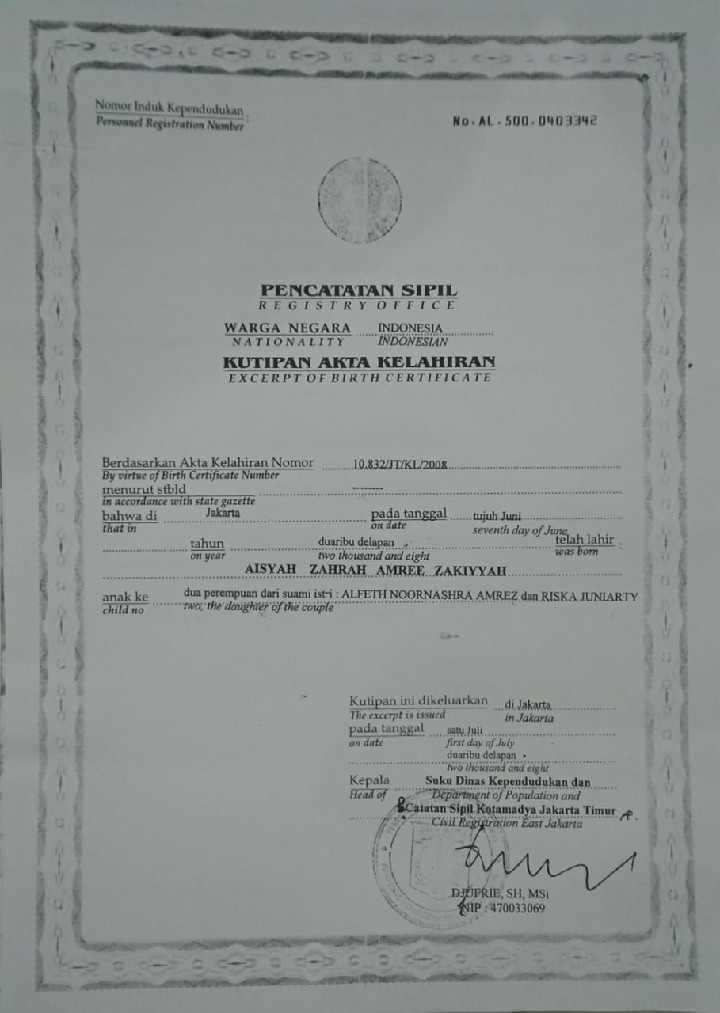 Nomor Induk Kependudukan :
Personnel Registration Number
No. AL. 500.0403342
PENCATATAN SIPIL
REGISTRY OFFICE
WARGA NEGARA INDONESIA
NATIONALITY INDONESIAN
KUTIPAN AKTA KELAHIRAN
EXCERPT OF BIRTH CERTIFICATE
Berdasarkan Akta Kelahiran Nomor 10.832/JT/KL/2008
By virtue of Birth Certificate Number
menurut stbld
in accordance with state gazette
bahwa di Jakarta pada tanggal tujuh Juni
that in on date seventh day of June
tahun duaribu delapan telah lahir
on year two thousand and eight was born
AISYAH ZAHRAH AMREE ZAKIYYAH
anak ke dua perempuan dari suami istri : ALFETH NOORNASHRA AMREZ dan RISKA JUNIARTY
child no two, the daughter of the couple
Kutipan ini dikeluarkan di Jakarta
The excerpt is issued in Jakarta
pada tanggal satu Juli
on date first day of July
duaribu delapan
two thousand and eight
Kepala Suku Dinas Kependudukan dan
Head of Department of Population and
Catatan Sipil Kotamadya Jakarta Timur
Civil Registration East Jakarta
DJUPRIE, SH, MSi
NIP : 470033069